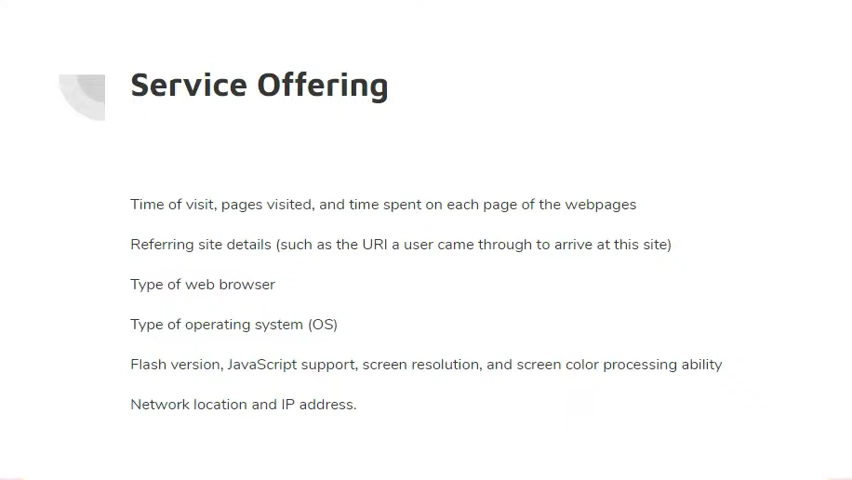 Service Offering
Time of visit, pages visited, and time spent on each page of the webpages
Referring site details (such as the URI a user came through to arrive at this site)
Type of web browser
Type of operating system (OS)
Flash version, JavaScript support, screen resolution, and screen color processing ability
Network location and IP address.